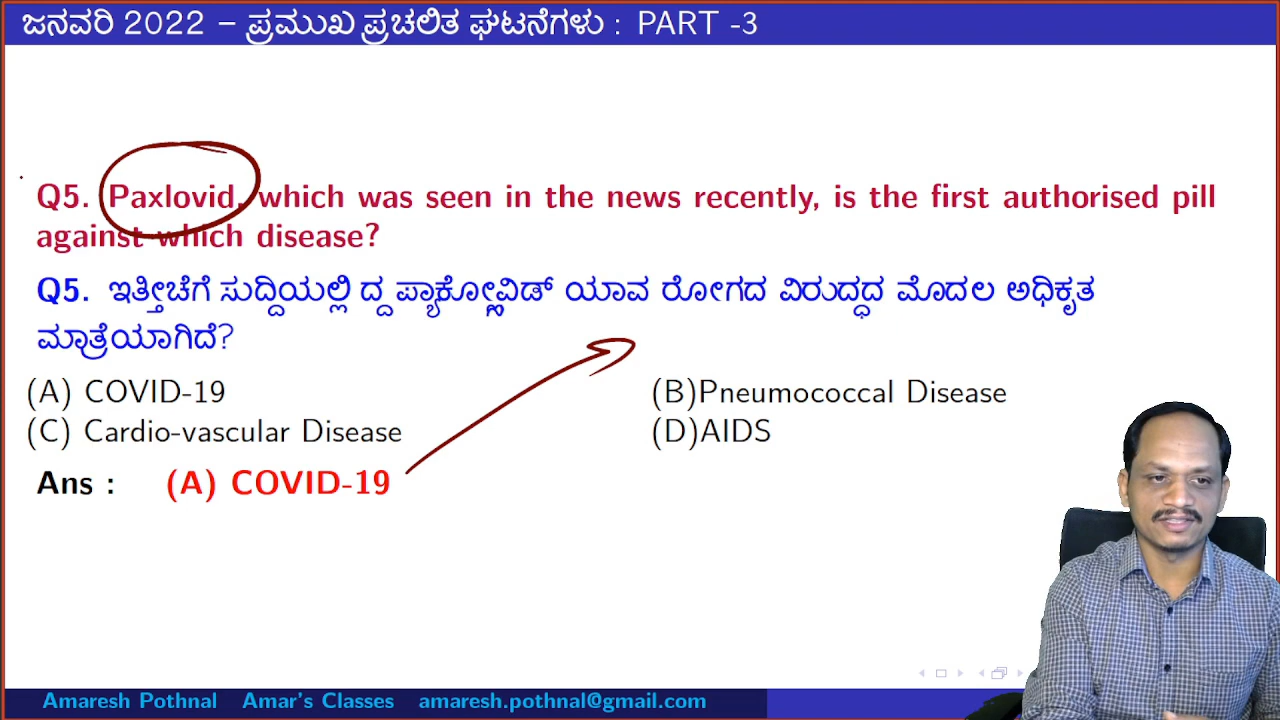 ಜನವರಿ 2022 – ಪ್ರಮುಖ ಪ್ರಚಲಿತ ಘಟನೆಗಳು : PART -3
Q5. Paxlovid, which was seen in the news recently, is the first authorised pill
against which disease?
Q5. ಇತ್ತೀಚೆಗೆ ಸುದ್ದಿಯಲ್ಲಿ ದ್ದ ಪ್ಯಾಕ್ಲೋವಿಡ್ ಯಾವ ರೋಗದ ವಿರುದ್ಧದ ಮೊದಲ ಅಧಿಕೃತ
ಮಾತ್ರೆಯಾಗಿದೆ?
(A) COVID-19 (B)Pneumococcal Disease
(C) Cardio-vascular Disease (D)AIDS
Ans : (A) COVID-19
Amaresh Pothnal Amar's Classes amaresh.pothnal@gmail.com